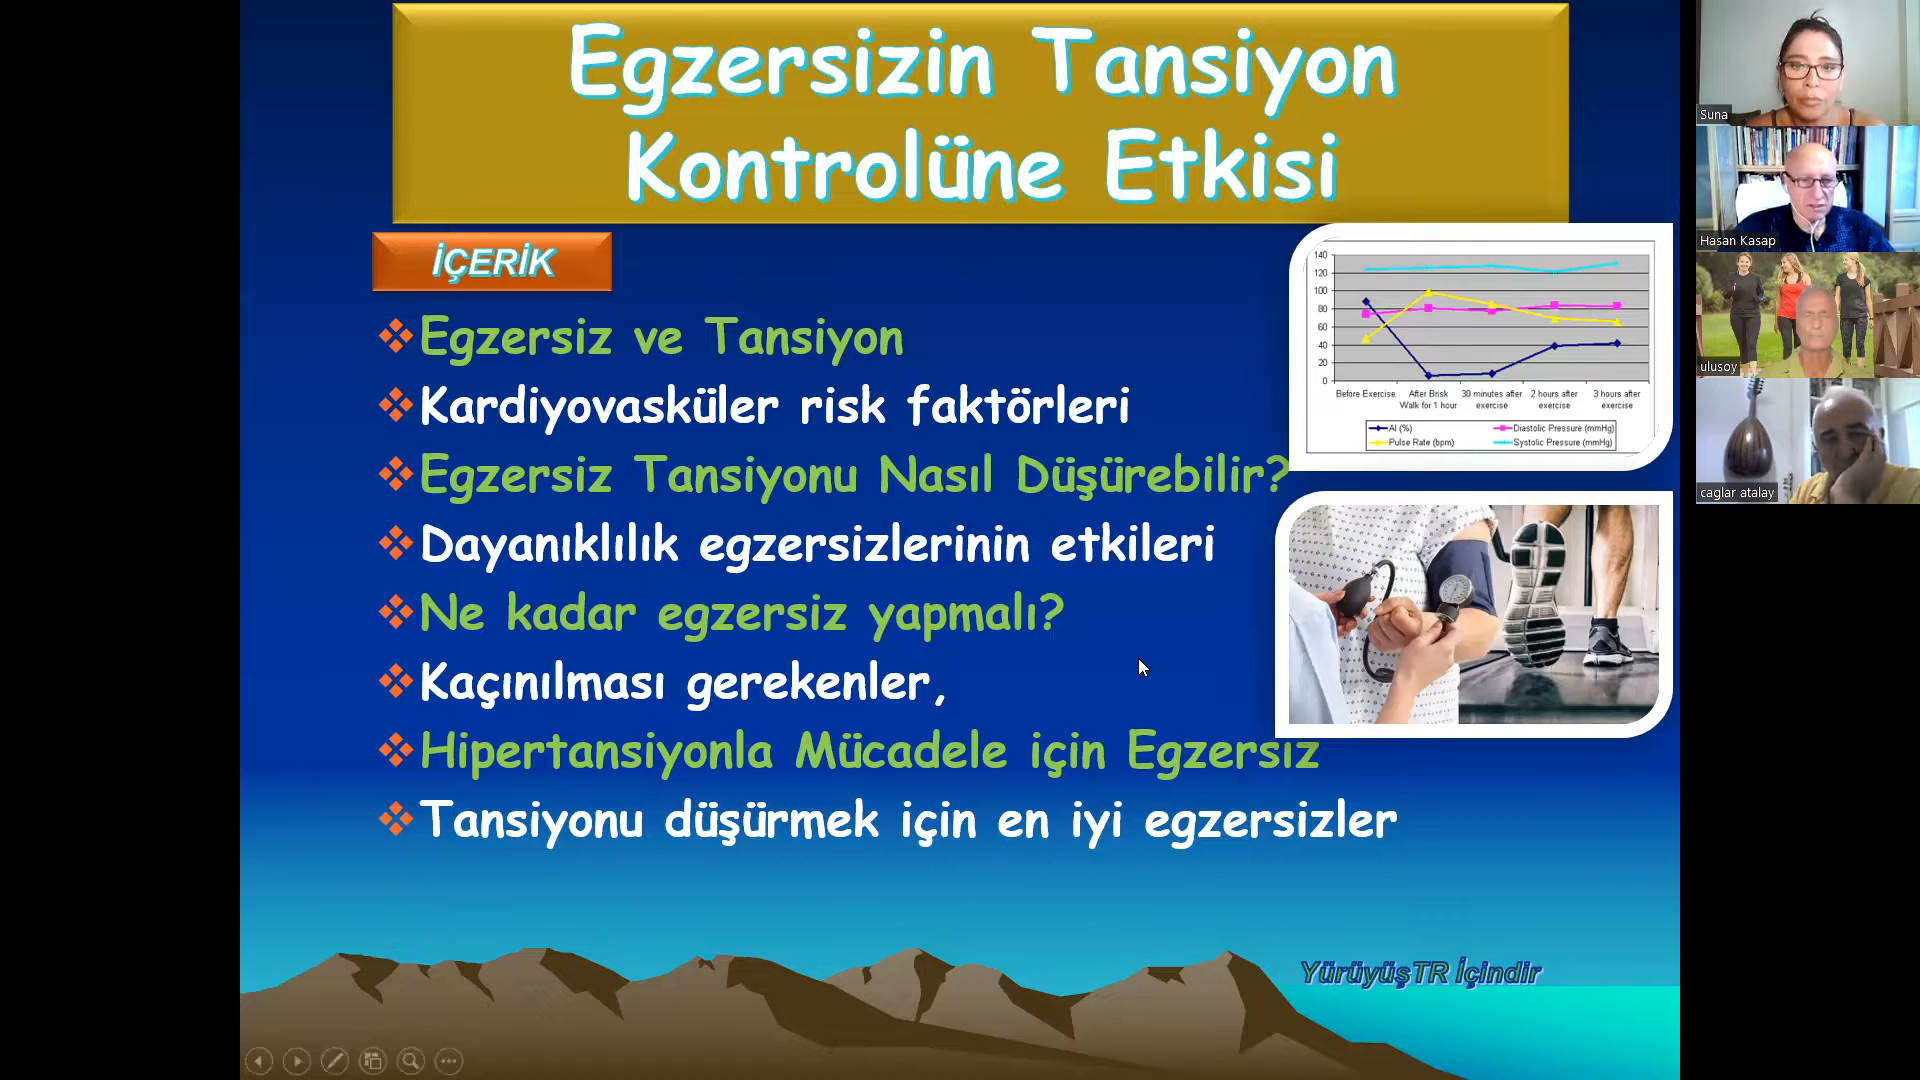 Egzersizin Tansiyon
Kontrolüne Etkisi
İÇERİK
Egzersiz ve Tansiyon
Kardiyovasküler risk faktörleri
Egzersiz Tansiyonu Nasıl Düşürebilir?
Dayanıklılık egzersizlerinin etkileri
Ne kadar egzersiz yapmalı?
Kaçınılması gerekenler,
Hipertansiyonla Mücadele için Egzersiz
Tansiyonu düşürmek için en iyi egzersizler
140
120
100
80
60
40
20
0
Before Exercise
After Brisk
Walk for 1 hour
30 minutes after
exercise
2 hours after
exercise
3 hours after
exercise
AI (%)
Diastolic Pressure (mmHg)
Pulse Rate (bpm)
Systolic Pressure (mmHg)
YürüyüşTR İçindir
Suna
Hasan Kasap
ulusoy
caglar atalay